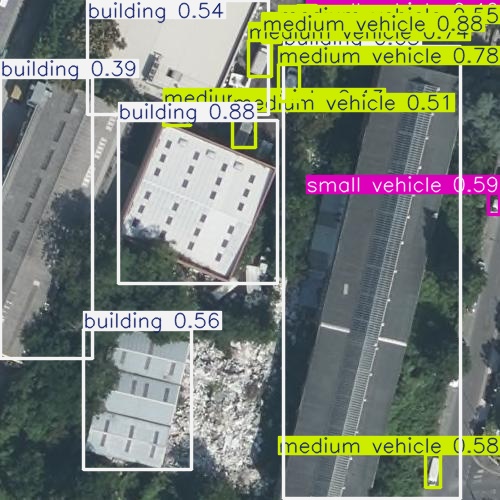 building 0.54
medium vehicle 0.88
medium vehicle 0.78
building 0.39
medium vehicle 0.51
building 0.88
small vehicle 0.59
building 0.56
medium vehicle 0.58